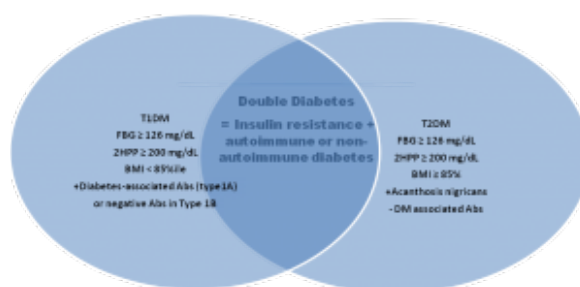 T1DM
FBG ≥ 126 mg/dL
2HPP ≥ 200 mg/dL
BMI < 85%ile
+Diabetes-associated Abs (type1A)
or negative Abs in Type 1B
Double Diabetes
= Insulin resistance +
autoimmune or non-
autoimmune diabetes
T2DM
FBG ≥ 126 mg/dL
2HPP ≥ 200 mg/dL
BMI ≥ 85%
+Acanthosis nigricans
- DM associated Abs